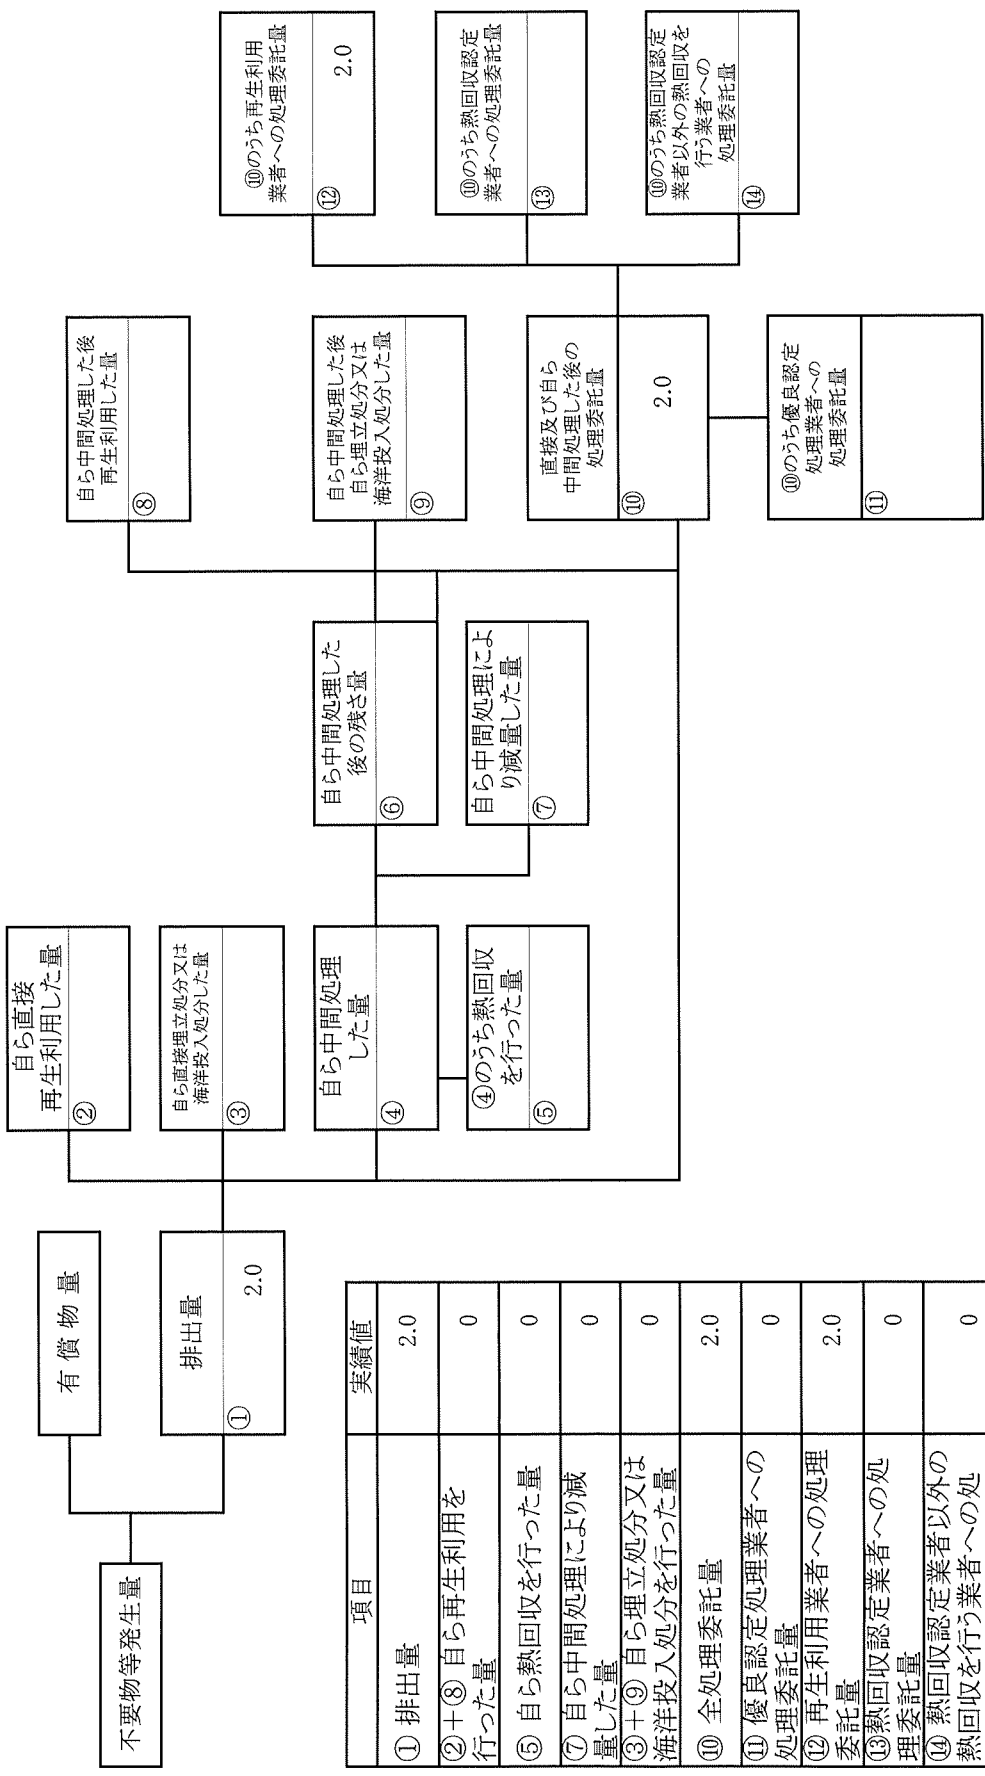 不要物等発生量
有償物量
排出量
①
2.0
自ら直接
再生利用した量
②
自ら直接埋立処分又は
海洋投入処分した量
③
自ら中間処理
した量
④
④のうち熱回収
を行った量
⑤
自ら中間処理した
後の残さ量
⑥
自ら中間処理によ
り減量した量
⑦
自ら中間処理した後
再生利用した量
⑧
自ら中間処理した後
自ら埋立処分又は
海洋投入処分した量
⑨
直接及び自ら
中間処理した後の
処理委託量
⑩
2.0
⑩のうち優良認定
処理業者への
処理委託量
⑪
⑩のうち再生利用
業者への処理委託量
⑫
2.0
⑩のうち熱回収認定
業者への処理委託量
⑬
⑩のうち熱回収認定
業者以外の熱回収を
行う業者への
処理委託量
⑭
項目 実績値
① 排出量 2.0
②+⑧ 自ら再生利用を
行った量 0
⑤ 自ら熱回収を行った量 0
⑦ 自ら中間処理により減
量した量 0
③+⑨ 自ら埋立処分又は
海洋投入処分を行った量 0
⑩ 全処理委託量 2.0
⑪ 優良認定処理業者への
処理委託量 0
⑫ 再生利用業者への処理
委託量 2.0
⑬熱回収認定業者への処
理委託量 0
⑭ 熱回収認定業者以外の
熱回収を行う業者への処 0